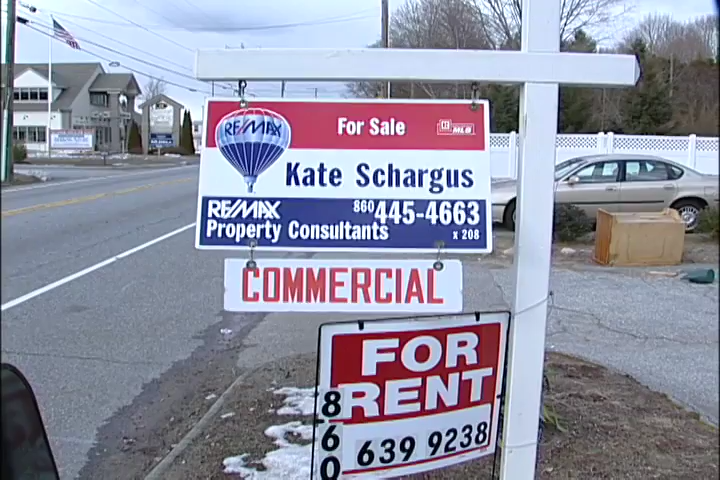 RE/MAX
For Sale
MLS
Kate Schargus
RE/MAX
860 445-4663
Property Consultants x 208
COMMERCIAL
FOR
RENT
860
639 9238